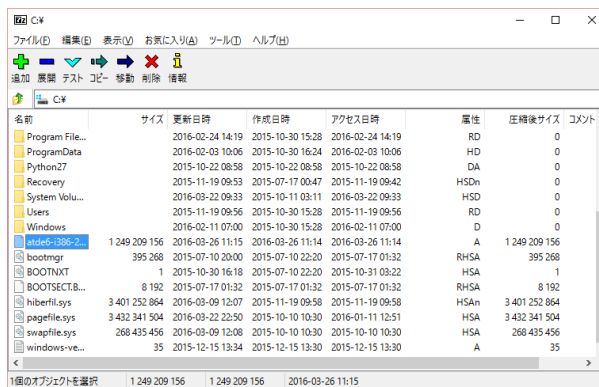 C:¥
ファイル(F) 編集(E) 表示(V) お気に入り(A) ツール(T) ヘルプ(H)
追加 展開 テスト コピー 移動 削除 情報
C:¥
名前 サイズ 更新日時 作成日時 アクセス日時 属性 圧縮後サイズ コメント
Program File... 2016-02-24 14:19 2015-10-30 15:28 2016-02-24 14:19 RD 0
ProgramData 2016-02-03 10:06 2015-10-30 16:24 2016-02-03 10:06 HD 0
Python27 2015-10-22 08:58 2015-10-22 08:58 2015-10-22 08:58 DA 0
Recovery 2015-11-19 09:53 2015-07-17 00:47 2015-11-19 09:42 HSDn 0
System Volu... 2016-03-22 09:33 2015-10-11 03:11 2016-03-22 09:33 HSD 0
Users 2015-11-19 09:56 2015-10-30 15:28 2015-11-19 09:56 RD 0
Windows 2016-02-11 07:00 2015-10-30 15:28 2016-02-11 07:00 D 0
atde6-i386-2... 1 249 209 156 2016-03-26 11:15 2016-03-26 11:14 2016-03-26 11:14 A 1 249 209 156
bootmgr 395 268 2015-07-10 20:00 2015-07-10 22:20 2015-07-17 01:32 RHSA 395 268
BOOTNXT 1 2015-10-30 16:18 2015-07-10 22:20 2015-10-31 03:22 HSA 1
BOOTSECT.B... 8 192 2015-07-17 01:32 2015-07-17 01:32 2015-07-17 01:32 RHSA 8 192
hiberfil.sys 3 401 252 864 2016-03-09 12:07 2015-11-19 09:58 2015-11-19 09:58 HSAn 3 401 252 864
pagefile.sys 3 432 341 504 2016-03-22 22:50 2015-10-10 10:30 2016-01-11 12:51 HSA 3 432 341 504
swapfile.sys 268 435 456 2016-03-09 12:08 2015-10-10 10:30 2015-10-10 10:30 HSA 268 435 456
windows-ve... 35 2015-12-15 13:34 2015-12-15 13:30 2015-12-15 13:30 A 35
1個のオブジェクトを選択 1 249 209 156 1 249 209 156 2016-03-26 11:15